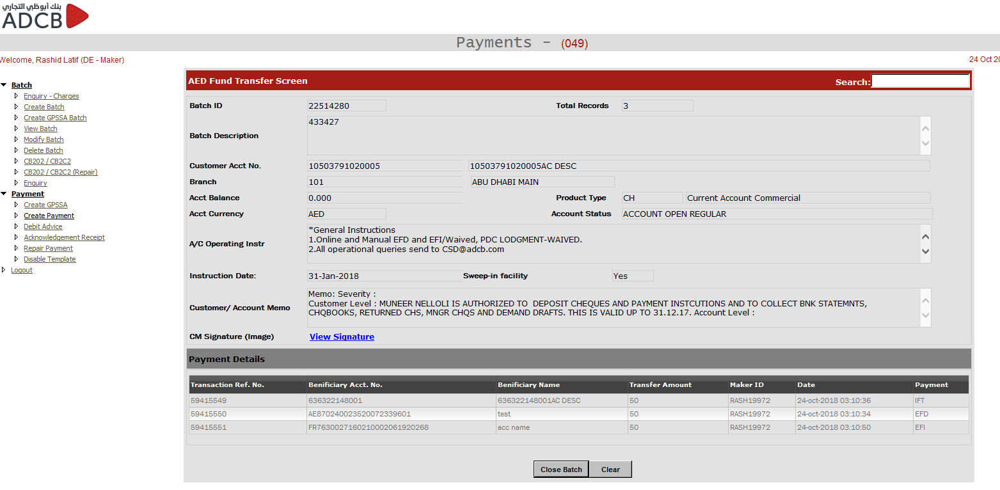 بنك أبوظبي التجاري
ADCB
Payments - (049)
Welcome, Rashid Latif (DE - Maker)
24 Oct 20
Batch
Enquiry - Charges
Create Batch
Create GPSSA Batch
View Batch
Modify Batch
Delete Batch
CB202 / CB2C2
CB202 / CB2C2 (Repair)
Enquiry
Payment
Create GPSSA
Create Payment
Debit Advice
Acknowledgement Receipt
Repair Payment
Disable Template
Logout
AED Fund Transfer Screen Search:
Batch ID 22514280 Total Records 3
Batch Description 433427
Customer Acct No. 10503791020005 10503791020005AC DESC
Branch 101 ABU DHABI MAIN
Acct Balance 0.000 Product Type CH Current Account Commercial
Acct Currency AED Account Status ACCOUNT OPEN REGULAR
A/C Operating Instr
*General Instructions
1.Online and Manual EFD and EFI/Waived, PDC LODGMENT-WAIVED.
2.All operational queries send to CSD@adcb.com
Instruction Date: 31-Jan-2018 Sweep-in facility Yes
Customer/ Account Memo
Memo: Severity :
Customer Level : MUNEER NELLOLI IS AUTHORIZED TO DEPOSIT CHEQUES AND PAYMENT INSTCUTIONS AND TO COLLECT BNK STATEMNTS,
CHQBOOKS, RETURNED CHS, MNGR CHQS AND DEMAND DRAFTS. THIS IS VALID UP TO 31.12.17. Account Level :
CM Signature (Image) View Signature
Payment Details
Transaction Ref. No. Benificiary Acct. No. Benificiary Name Transfer Amount Maker ID Date Payment
59415549 636322148001 636322148001AC DESC 50 RASH19972 24-oct-2018 03:10:36 IFT
59415550 AE870240023520072339601 test 50 RASH19972 24-oct-2018 03:10:34 EFD
59415551 FR7630027160210002061920268 acc name 50 RASH19972 24-oct-2018 03:10:50 EFI
Close Batch Clear